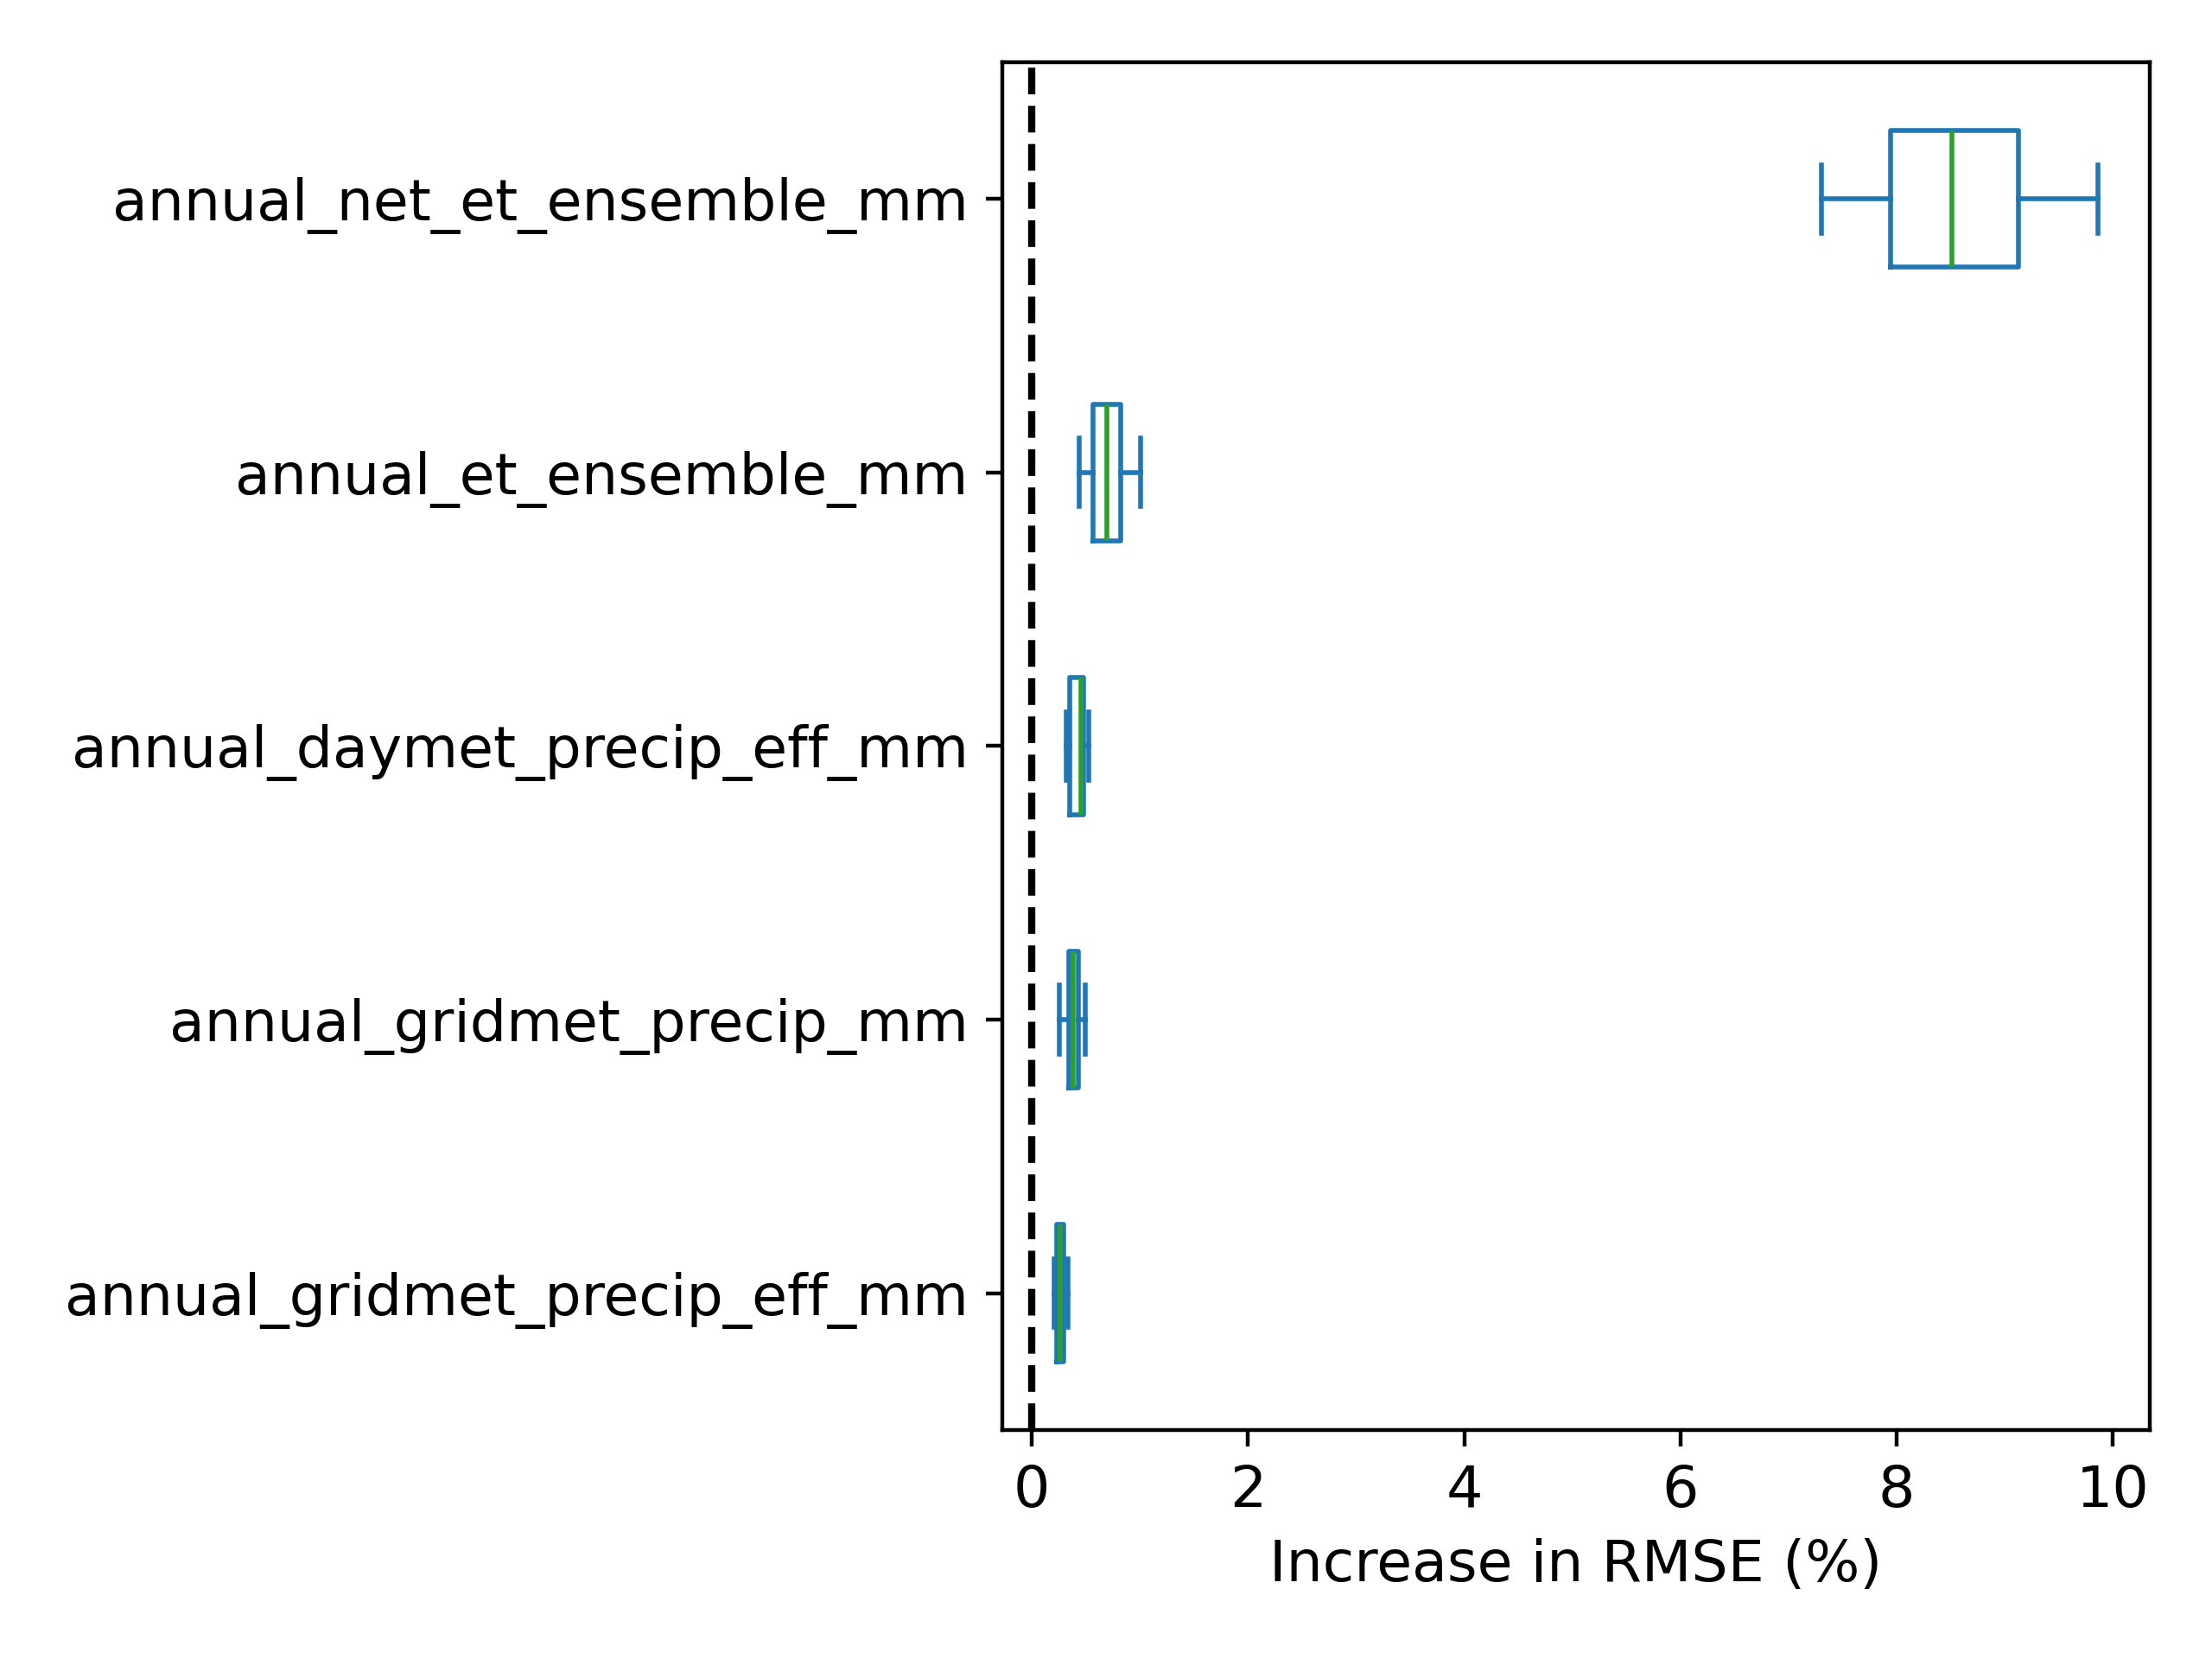 annual_net_et_ensemble_mm
annual_et_ensemble_mm
annual_daymet_precip_eff_mm
annual_gridmet_precip_mm
annual_gridmet_precip_eff_mm
0 2 4 6 8 10
Increase in RMSE (%)